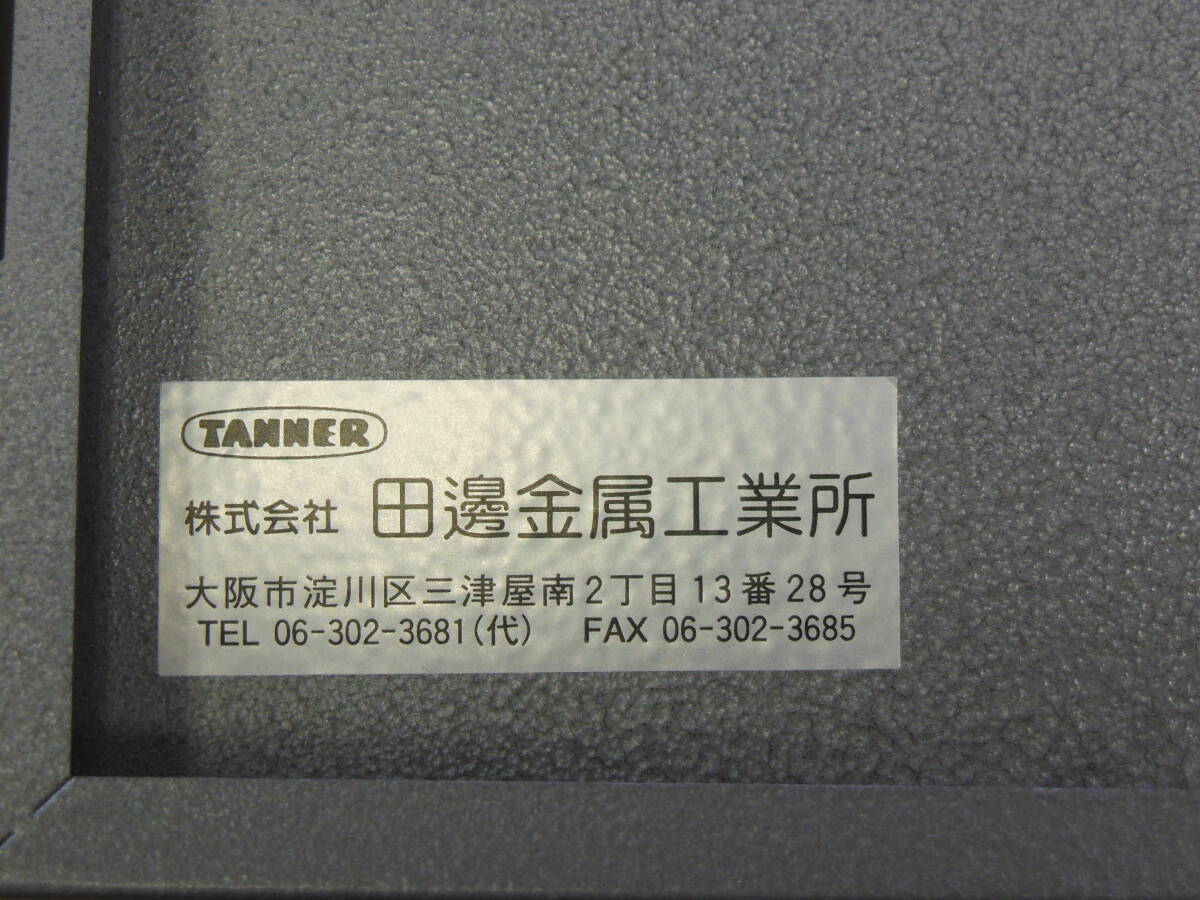 TANNER
株式会社 田邊金属工業所
大阪市淀川区三津屋南2丁目13番28号
TEL 06-302-3681(代) FAX 06-302-3685